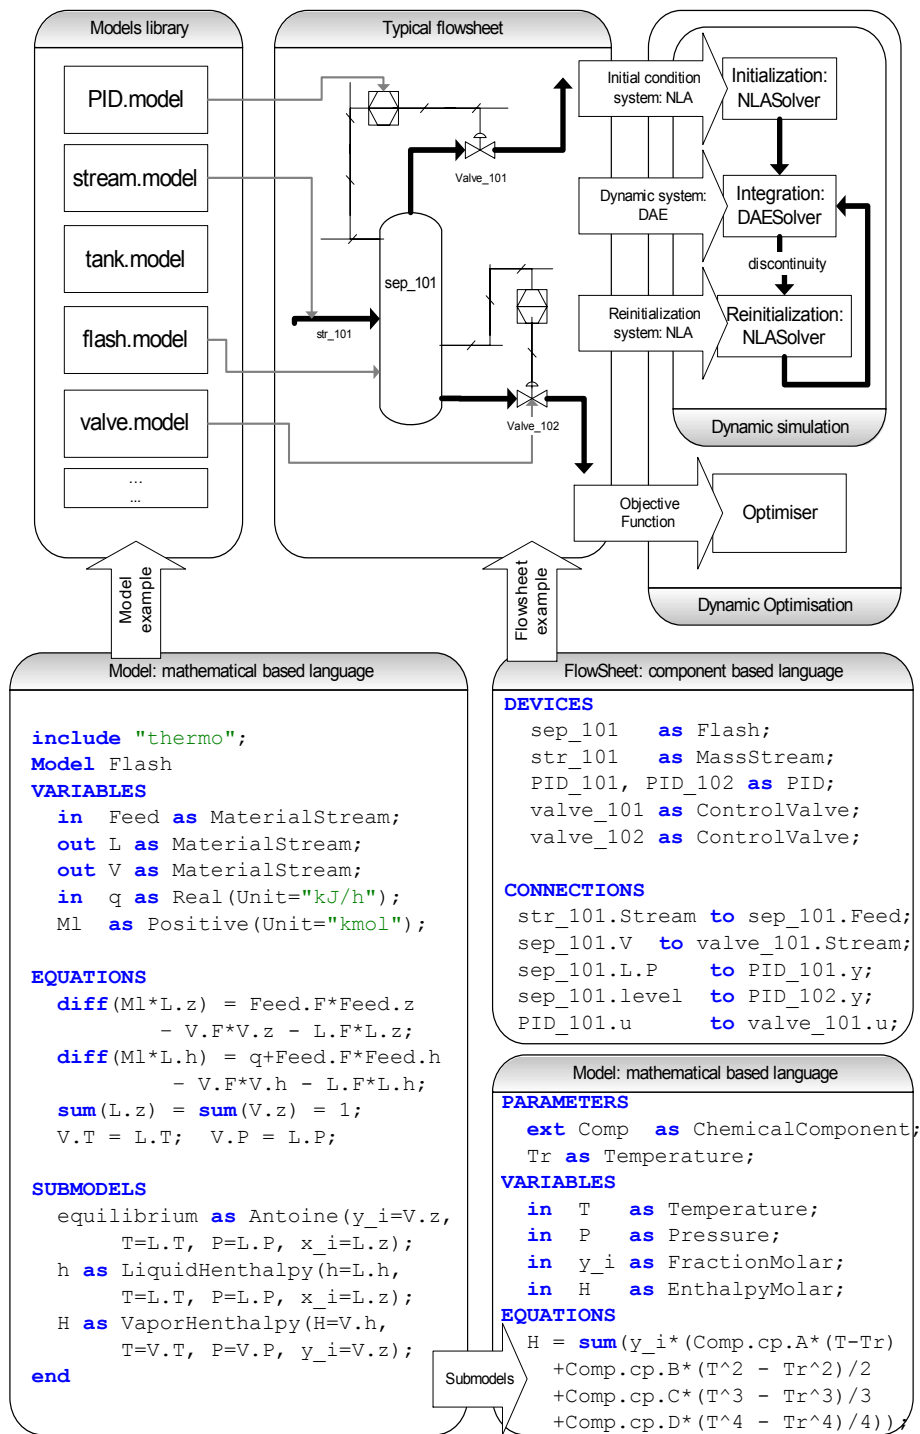 Models library
PID.model
stream.model
tank.model
flash.model
valve.model
...
...
Typical flowsheet
Valve_101
sep_101
str_101
Valve_102
Initial condition
system: NLA
Initialization:
NLASolver
Dynamic system:
DAE
Integration:
DAESolver
discontinuity
Reinitialization
system: NLA
Reinitialization:
NLASolver
Dynamic simulation
Objective
Function
Optimiser
Dynamic Optimisation
Model
example
Flowsheet
example
Model: mathematical based language
include "thermo";
Model Flash
VARIABLES
in Feed as MaterialStream;
out L as MaterialStream;
out V as MaterialStream;
in q as Real(Unit="kJ/h");
Ml as Positive(Unit="kmol");
EQUATIONS
diff(Ml*L.z) = Feed.F*Feed.z
- V.F*V.z - L.F*L.z;
diff(Ml*L.h) = q+Feed.F*Feed.h
- V.F*V.h - L.F*L.h;
sum(L.z) = sum(V.z) = 1;
V.T = L.T; V.P = L.P;
SUBMODELS
equilibrium as Antoine(y_i=V.z,
T=L.T, P=L.P, x_i=L.z);
h as LiquidHenthalpy(h=L.h,
T=L.T, P=L.P, x_i=L.z);
H as VaporHenthalpy(H=V.h,
T=V.T, P=V.P, y_i=V.z);
end
Submodels
FlowSheet: component based language
DEVICES
sep_101 as Flash;
str_101 as MassStream;
PID_101, PID_102 as PID;
valve_101 as ControlValve;
valve_102 as ControlValve;
CONNECTIONS
str_101.Stream to sep_101.Feed;
sep_101.V to valve_101.Stream;
sep_101.L.P to PID_101.y;
sep_101.level to PID_102.y;
PID_101.u to valve_101.u;
Model: mathematical based language
PARAMETERS
ext Comp as ChemicalComponent;
Tr as Temperature;
VARIABLES
in T as Temperature;
in P as Pressure;
in y_i as FractionMolar;
in H as EnthalpyMolar;
EQUATIONS
H = sum(y_i*(Comp.cp.A*(T-Tr)
+Comp.cp.B*(T^2 - Tr^2)/2
+Comp.cp.C*(T^3 - Tr^3)/3
+Comp.cp.D*(T^4 - Tr^4)/4));